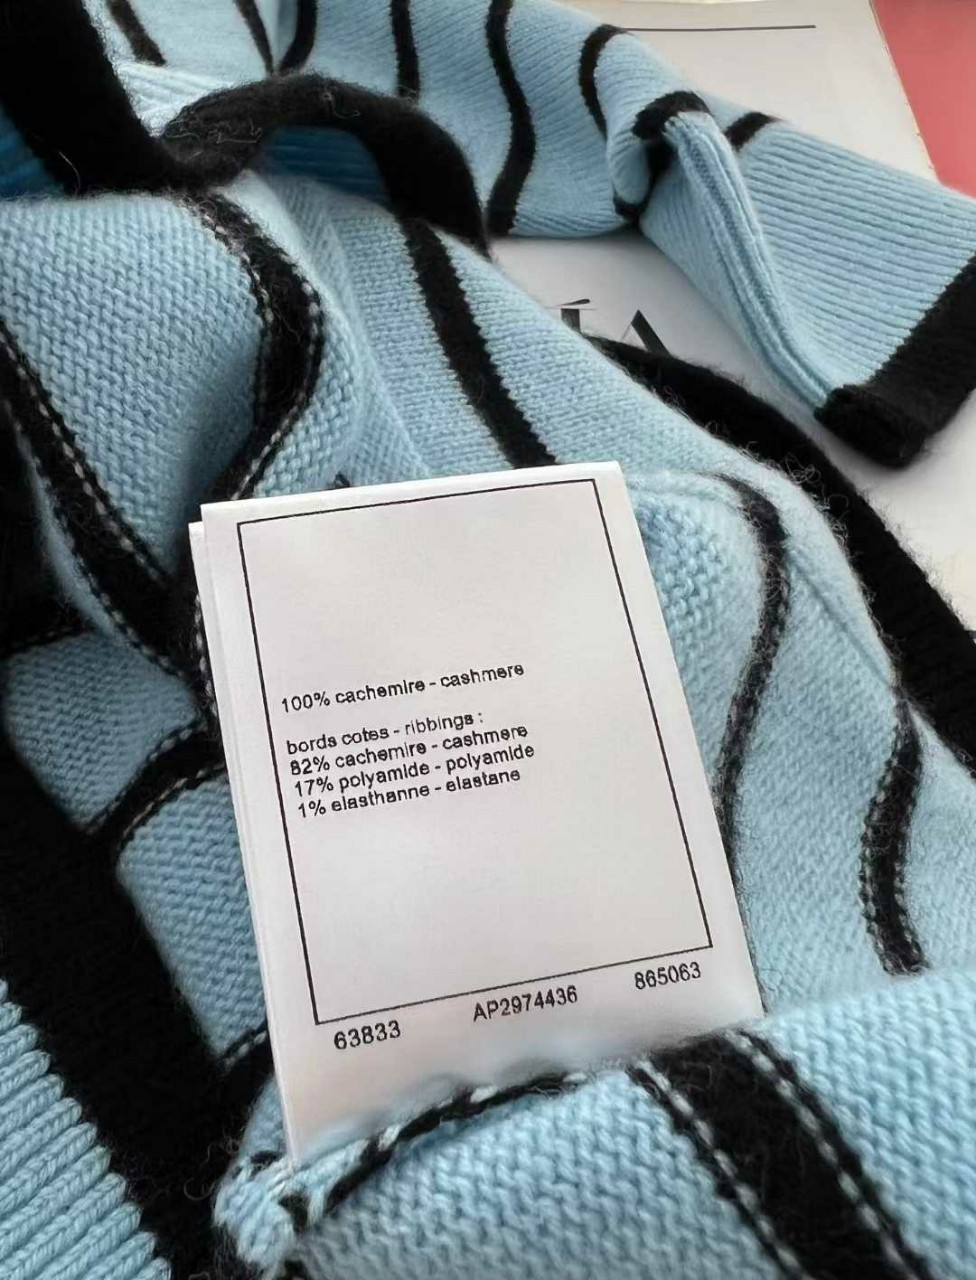 100% cachemire - cashmere
bords cotes - ribbings :
82% cachemire - cashmere
17% polyamide - polyamide
1% elasthanne - elastane
63833 AP2974436 865063